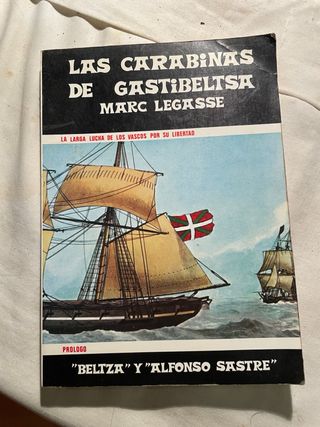 LAS CARABINAS
DE GASTIBELTSA
MARC LEGASSE
LA LARGA LUCHA DE LOS VASCOS POR SU LIBERTAD
PROLOGO
"BELTZA" Y "ALFONSO SASTRE"